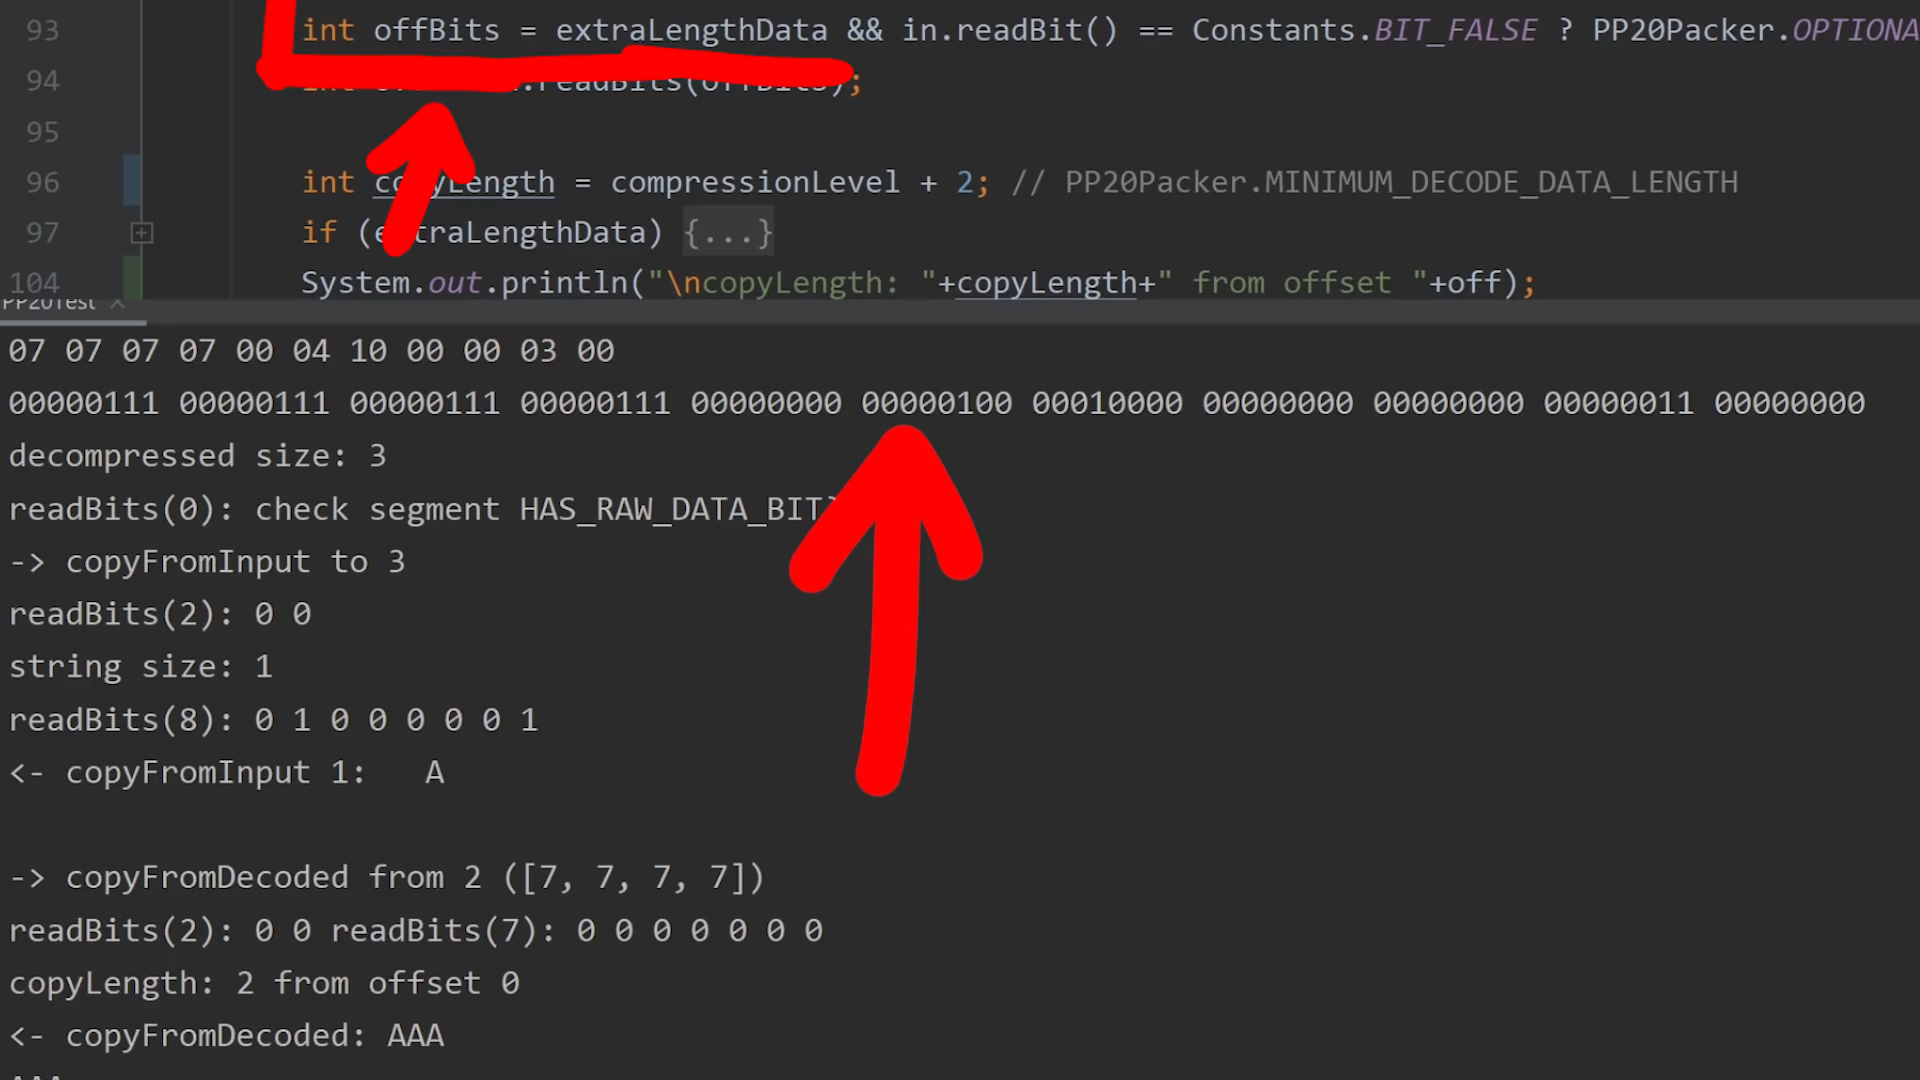 93 int offBits = extraLengthData && in.readBit() == Constants.BIT_FALSE ? PP20Packer.OPTIONA
94 int .readBits(offBits);
95
96 int copyLength = compressionLevel + 2; // PP20Packer.MINIMUM_DECODE_DATA_LENGTH
97 if (extraLengthData) {...}
104 System.out.println("\ncopyLength: "+copyLength+" from offset "+off);
PP20Test ×
07 07 07 07 00 04 10 00 00 03 00
00000111 00000111 00000111 00000111 00000000 00000100 00010000 00000000 00000000 00000011 00000000
decompressed size: 3
readBits(0): check segment HAS_RAW_DATA_BIT?
-> copyFromInput to 3
readBits(2): 0 0
string size: 1
readBits(8): 0 1 0 0 0 0 0 1
<- copyFromInput 1: A
-> copyFromDecoded from 2 ([7, 7, 7, 7])
readBits(2): 0 0 readBits(7): 0 0 0 0 0 0 0
copyLength: 2 from offset 0
<- copyFromDecoded: AAA
AAA